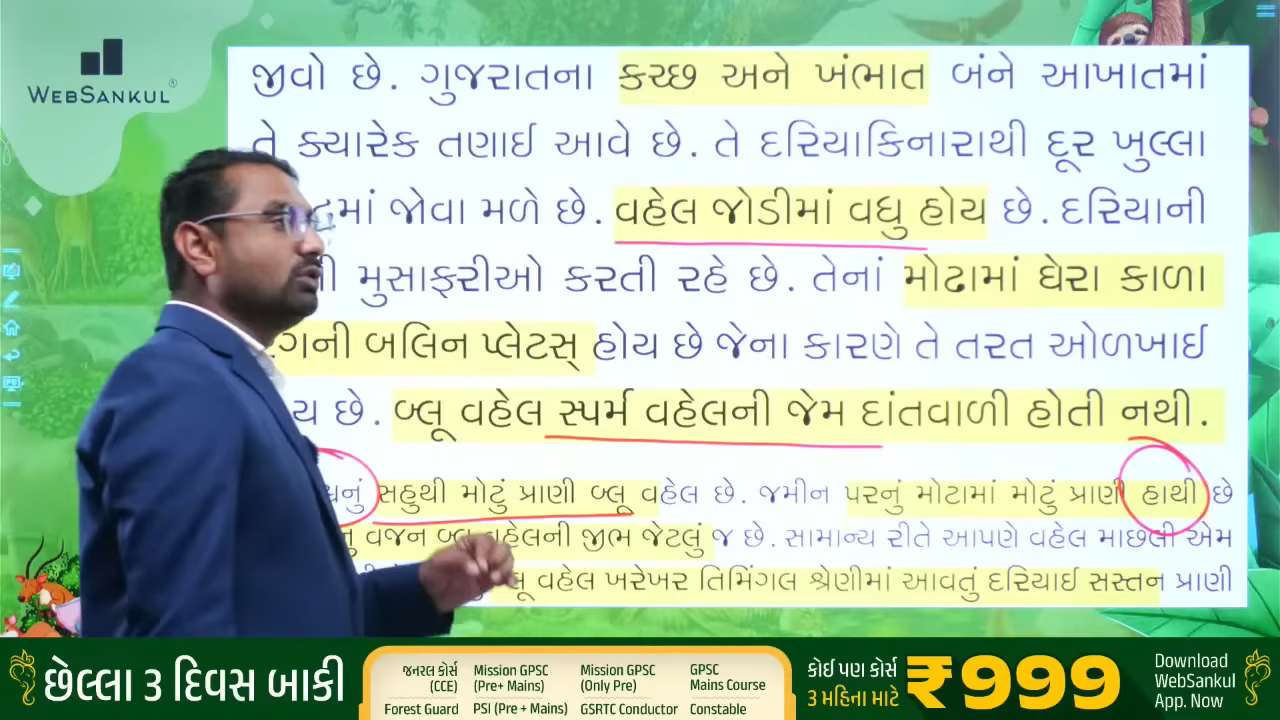 WEBSANKUL
જીવો છે. ગુજરાતના કચ્છ અને ખંભાત બંને આખાતમાં
તે ક્યારેક તણાઈ આવે છે. તે દરિયાકિનારાથી દૂર ખુલ્લા
જોવા મળે છે. વહેલ જોડીમાં વધુ હોય છે. દરિયાની
મુસાફરીઓ કરતી રહે છે. તેનાં મોઢામાં ઘેરા કાળા
બલિન પ્લેટસ્ હોય છે જેના કારણે તે તરત ઓળખાઈ
છે. બ્લૂ વહેલ સ્પર્મ વહેલની જેમ દાંતવાળી હોતી નથી.
સહુથી મોટું પ્રાણી બ્લૂ વહેલ છે. જમીન પરનું મોટામાં મોટું પ્રાણી હાથી છે
વજન બ્લૂ વહેલની જીભ જેટલું જ છે. સામાન્ય રીતે આપણે વહેલ માછલી એમ
વહેલ ખરેખર તિમિંગલ શ્રેણીમાં આવતું દરિયાઈ સસ્તન પ્રાણી
છેલ્લા 3 દિવસ બાકી
જનરલ કોર્સ
(CCE)
Forest Guard
Mission GPSC
(Pre+ Mains)
PSI (Pre + Mains)
Mission GPSC
(Only Pre)
GSRTC Conductor
GPSC
Mains Course
Constable
કોઈ પણ કોર્સ
3 મહિના માટે
₹999
Download
WebSankul
App. Now